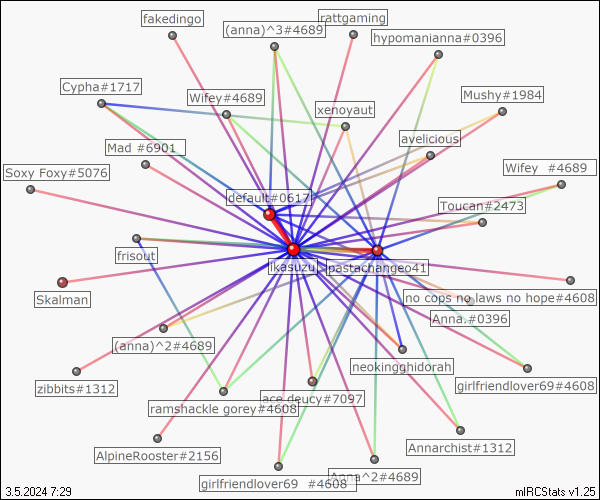 fakedingo
rattgaming
(anna)^3#4689
hypomanianna#0396
Cypha#1717
Wifey#4689
Mushy#1984
xenoyaut
avelicious
Mad #6901
Soxy Foxy#5076
Wifey #4689
default#0617
Toucan#2473
frisout
ikasuzu
pastachangeo41
Skalman
no cops no laws no hope#4608
Anna.#0396
(anna)^2#4689
neokingghidorah
zibbits#1312
girlfriendlover69#4608
ace deucy#7097
ramshackle gorey#4608
Annarchist#1312
AlpineRooster#2156
Anna^2#4689
girlfriendlover69 #4608
3.5.2024 7:29
mIRCStats v1.25